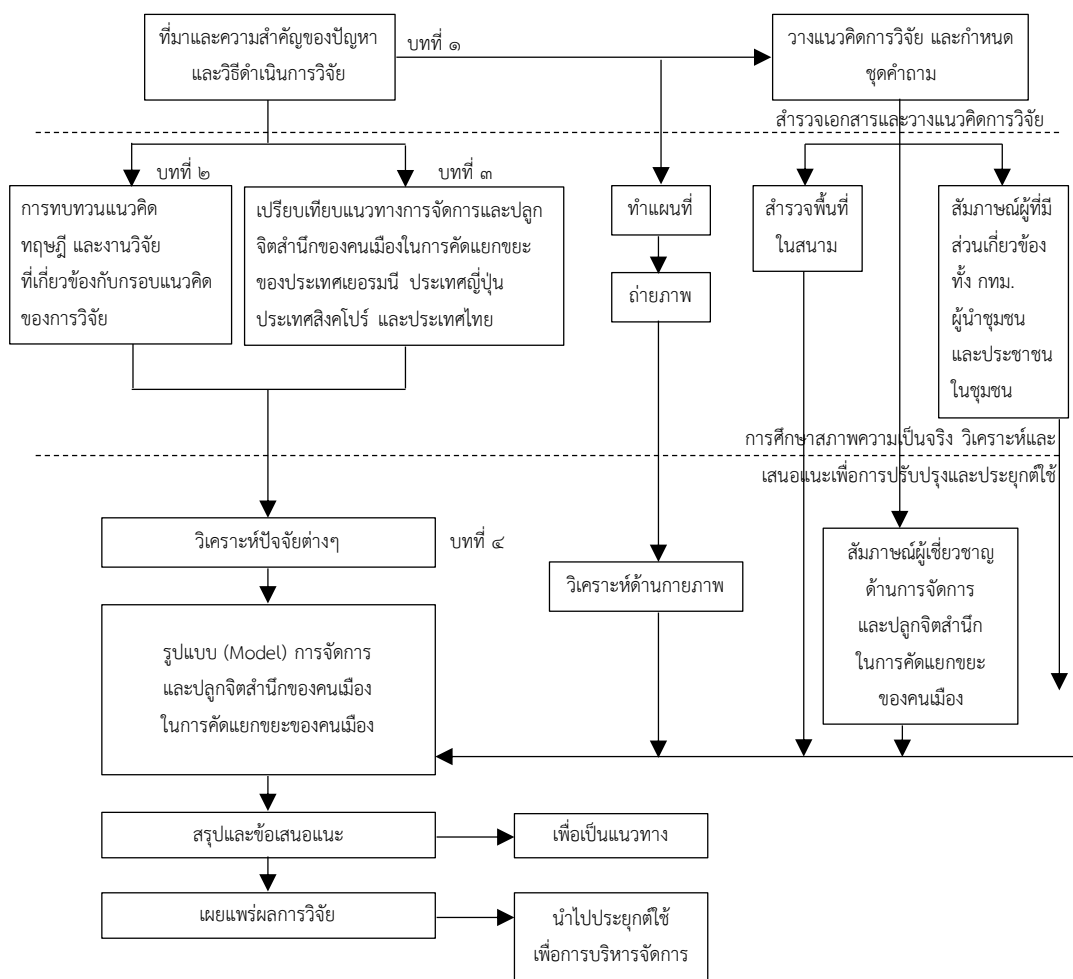 ที่มาและความสำคัญของปัญหา
และวิธีดำเนินการวิจัย
บทที่ ๑
วางแนวคิดการวิจัย และกำหนด
ชุดคำถาม
สำรวจเอกสารและวางแนวคิดการวิจัย
บทที่ ๒
การทบทวนแนวคิด
ทฤษฎี และงานวิจัย
ที่เกี่ยวข้องกับกรอบแนวคิด
ของการวิจัย
บทที่ ๓
เปรียบเทียบแนวทางการจัดการและปลูก
จิตสำนึกของคนเมืองในการคัดแยกขยะ
ของประเทศเยอรมนี ประเทศญี่ปุ่น
ประเทศสิงคโปร์ และประเทศไทย
ทำแผนที่
ถ่ายภาพ
สำรวจพื้นที่
ในสนาม
สัมภาษณ์ผู้ที่มี
ส่วนเกี่ยวข้อง
ทั้ง กทม.
ผู้นำชุมชน
และประชาชน
ในชุมชน
การศึกษาสภาพความเป็นจริง วิเคราะห์และ
เสนอแนะเพื่อการปรับปรุงและประยุกต์ใช้
วิเคราะห์ปัจจัยต่างๆ
บทที่ ๔
วิเคราะห์ด้านกายภาพ
สัมภาษณ์ผู้เชี่ยวชาญ
ด้านการจัดการ
และปลูกจิตสำนึก
ในการคัดแยกขยะ
ของคนเมือง
รูปแบบ (Model) การจัดการ
และปลูกจิตสำนึกของคนเมือง
ในการคัดแยกขยะของคนเมือง
สรุปและข้อเสนอแนะ
เพื่อเป็นแนวทาง
เผยแพร่ผลการวิจัย
นำไปประยุกต์ใช้
เพื่อการบริหารจัดการ